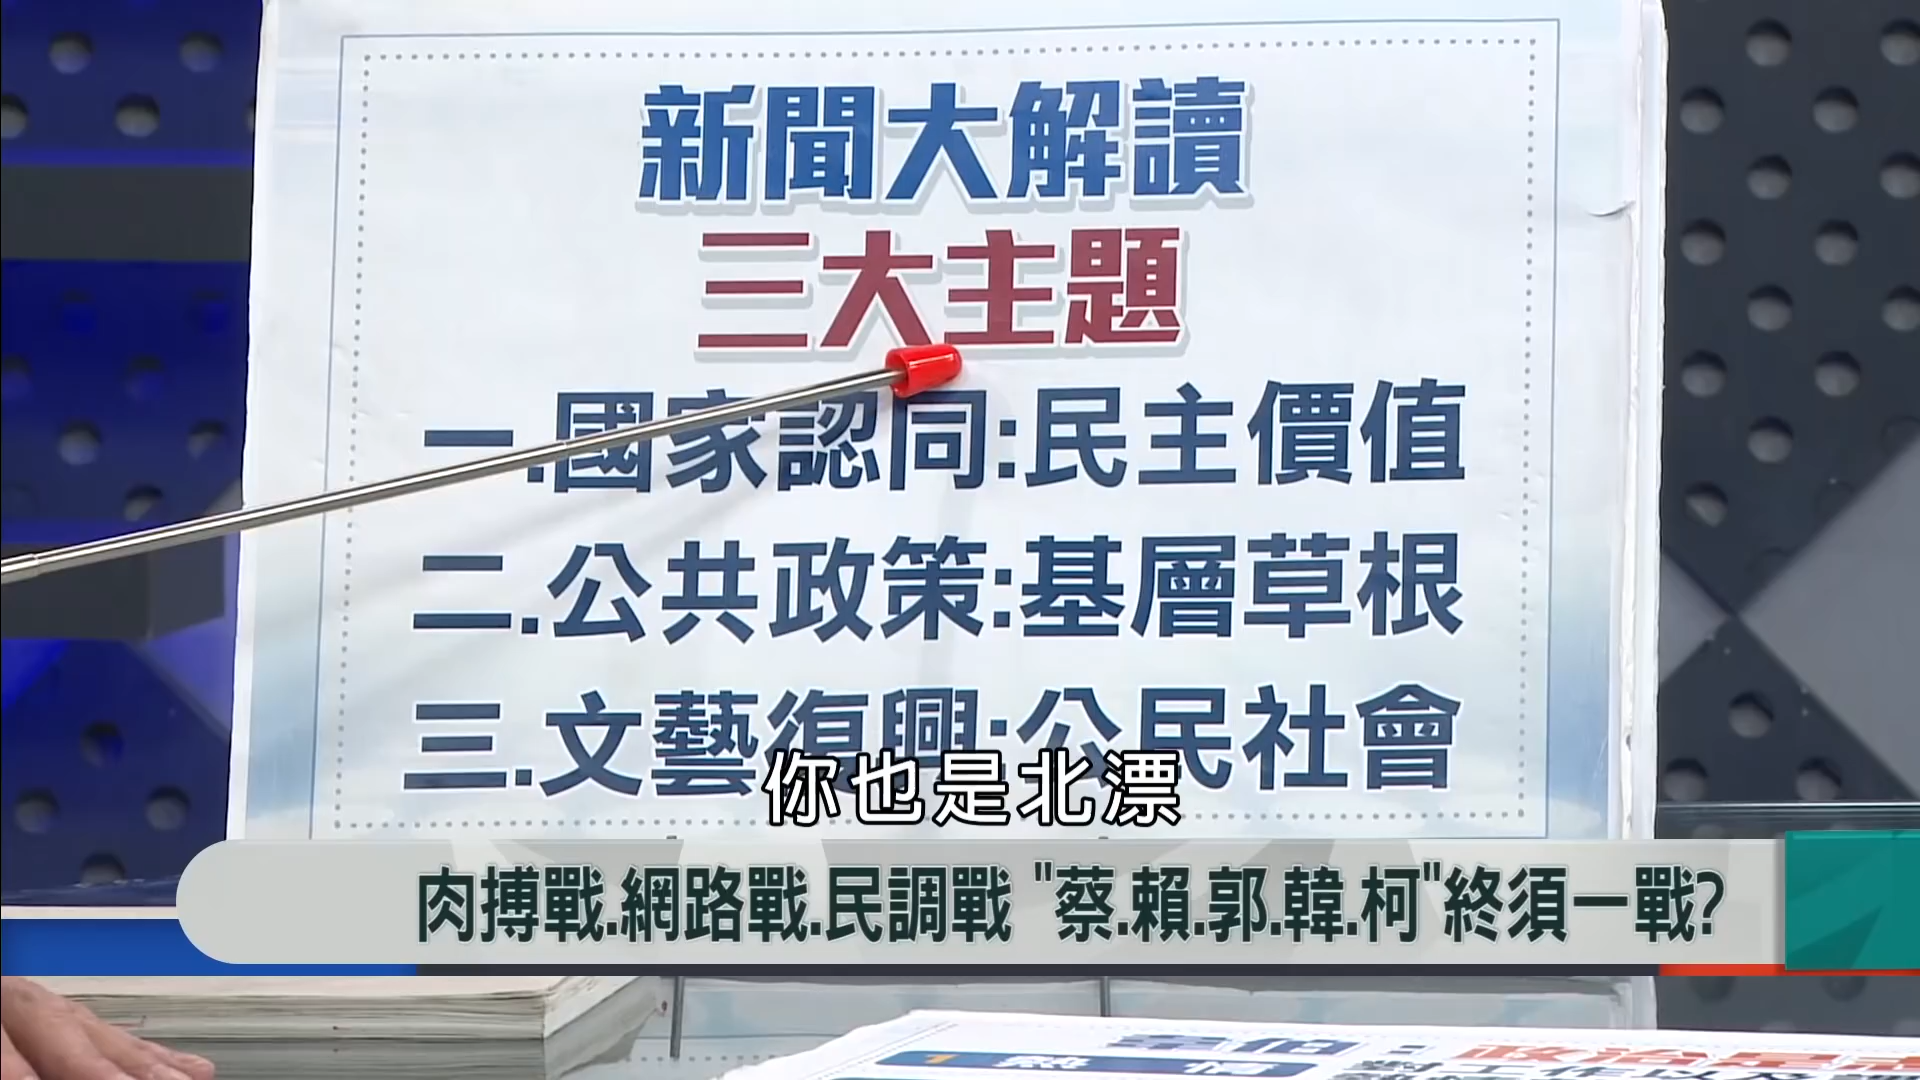 新聞大解讀
三大主題
一.國家認同:民主價值
二.公共政策:基層草根
三.文藝復興:公民社會
你也是北漂
肉搏戰.網路戰.民調戰 "蔡.賴.郭.韓.柯"終須一戰?
1 熱 情